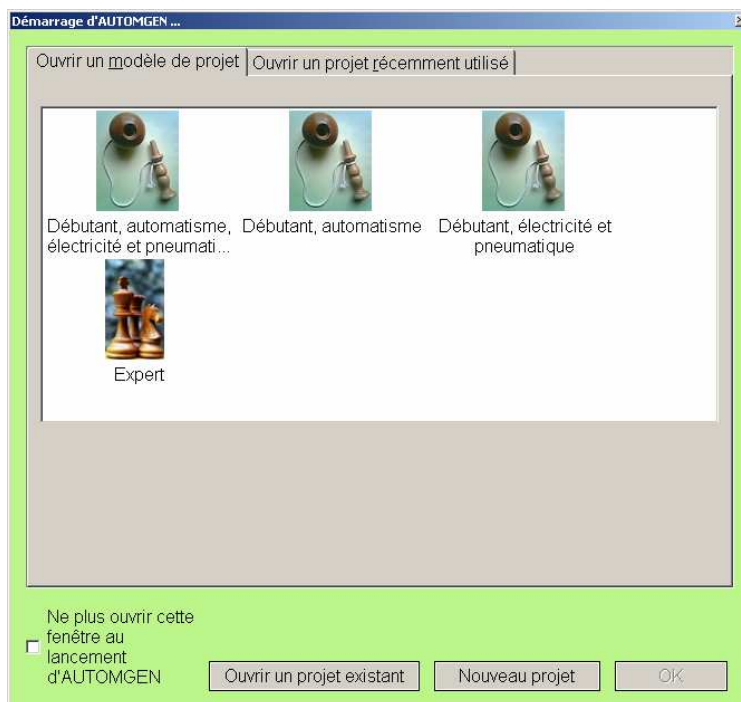 Démarrage d'AUTOMGEN ...
Ouvrir un modèle de projet
Ouvrir un projet récemment utilisé
Débutant, automatisme,
électricité et pneumati...
Débutant, automatisme
Débutant, électricité et
pneumatique
Expert
Ne plus ouvrir cette
fenêtre au
lancement
d'AUTOMGEN
Ouvrir un projet existant
Nouveau projet
OK